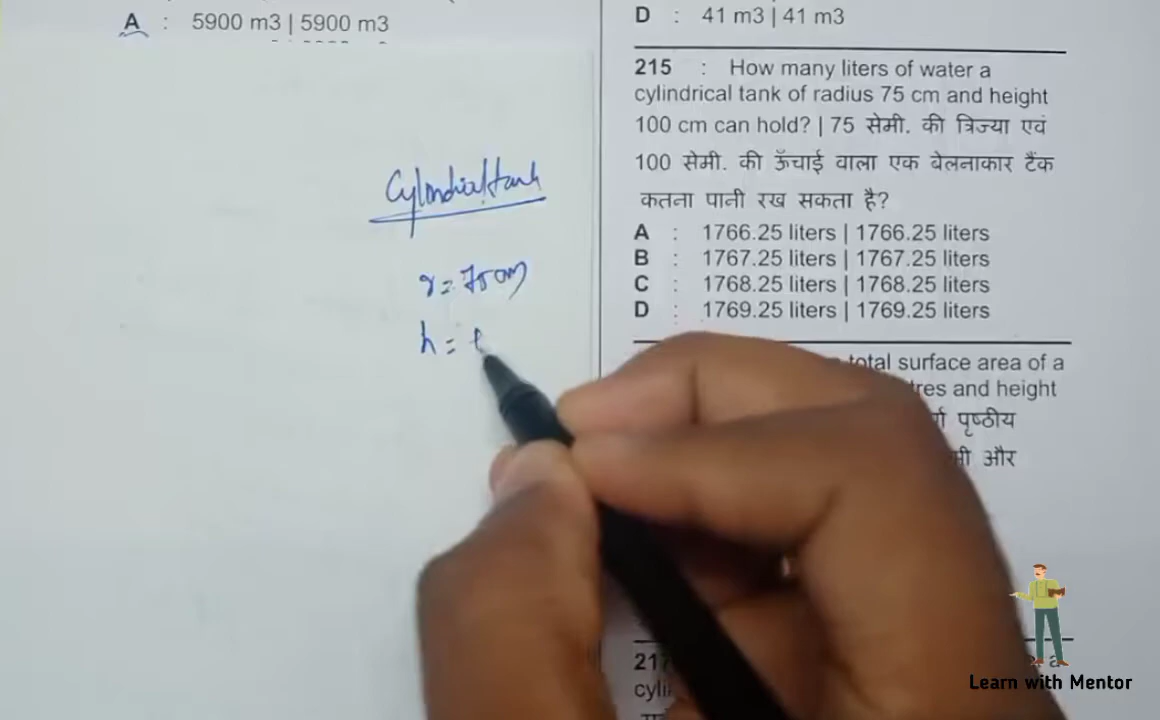 A : 5900 m3 | 5900 m3
Cylindrical tank
r = 75cm
h =
D : 41 m3 | 41 m3
215 : How many liters of water a
cylindrical tank of radius 75 cm and height
100 cm can hold? | 75 सेमी. की त्रिज्या एवं
100 सेमी. की ऊँचाई वाला एक बेलनाकार टैंक
कतना पानी रख सकता है?
A : 1766.25 liters | 1766.25 liters
B : 1767.25 liters | 1767.25 liters
C : 1768.25 liters | 1768.25 liters
D : 1769.25 liters | 1769.25 liters
total surface area of a
and height
पृष्ठीय
और
217
Learn with Mentor